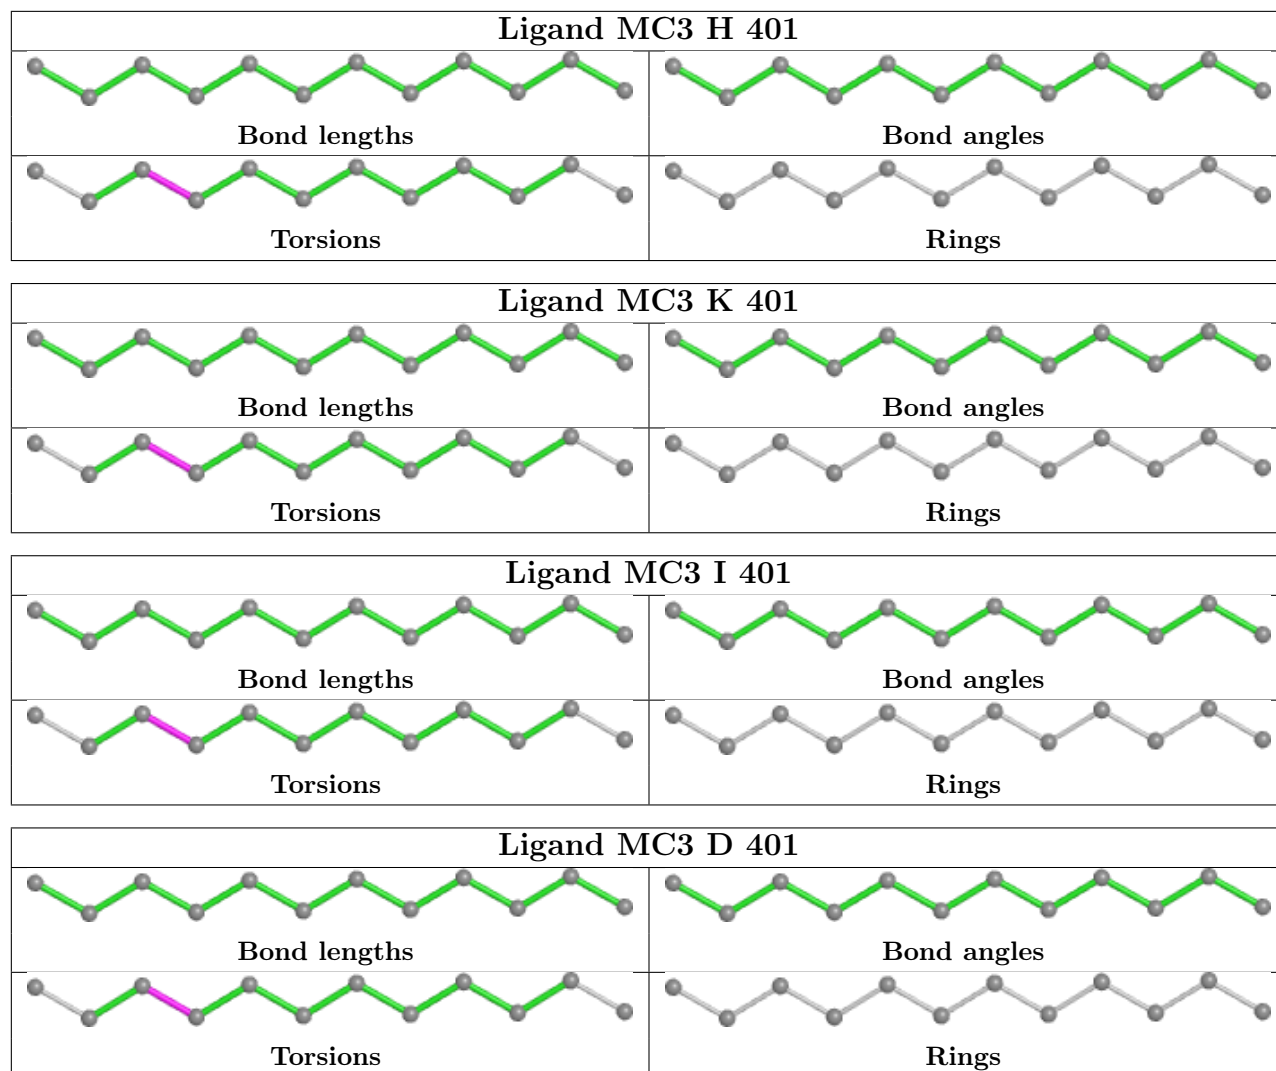 Ligand MC3 H 401
Bond lengths
Bond angles
Torsions
Rings
Ligand MC3 K 401
Bond lengths
Bond angles
Torsions
Rings
Ligand MC3 I 401
Bond lengths
Bond angles
Torsions
Rings
Ligand MC3 D 401
Bond lengths
Bond angles
Torsions
Rings